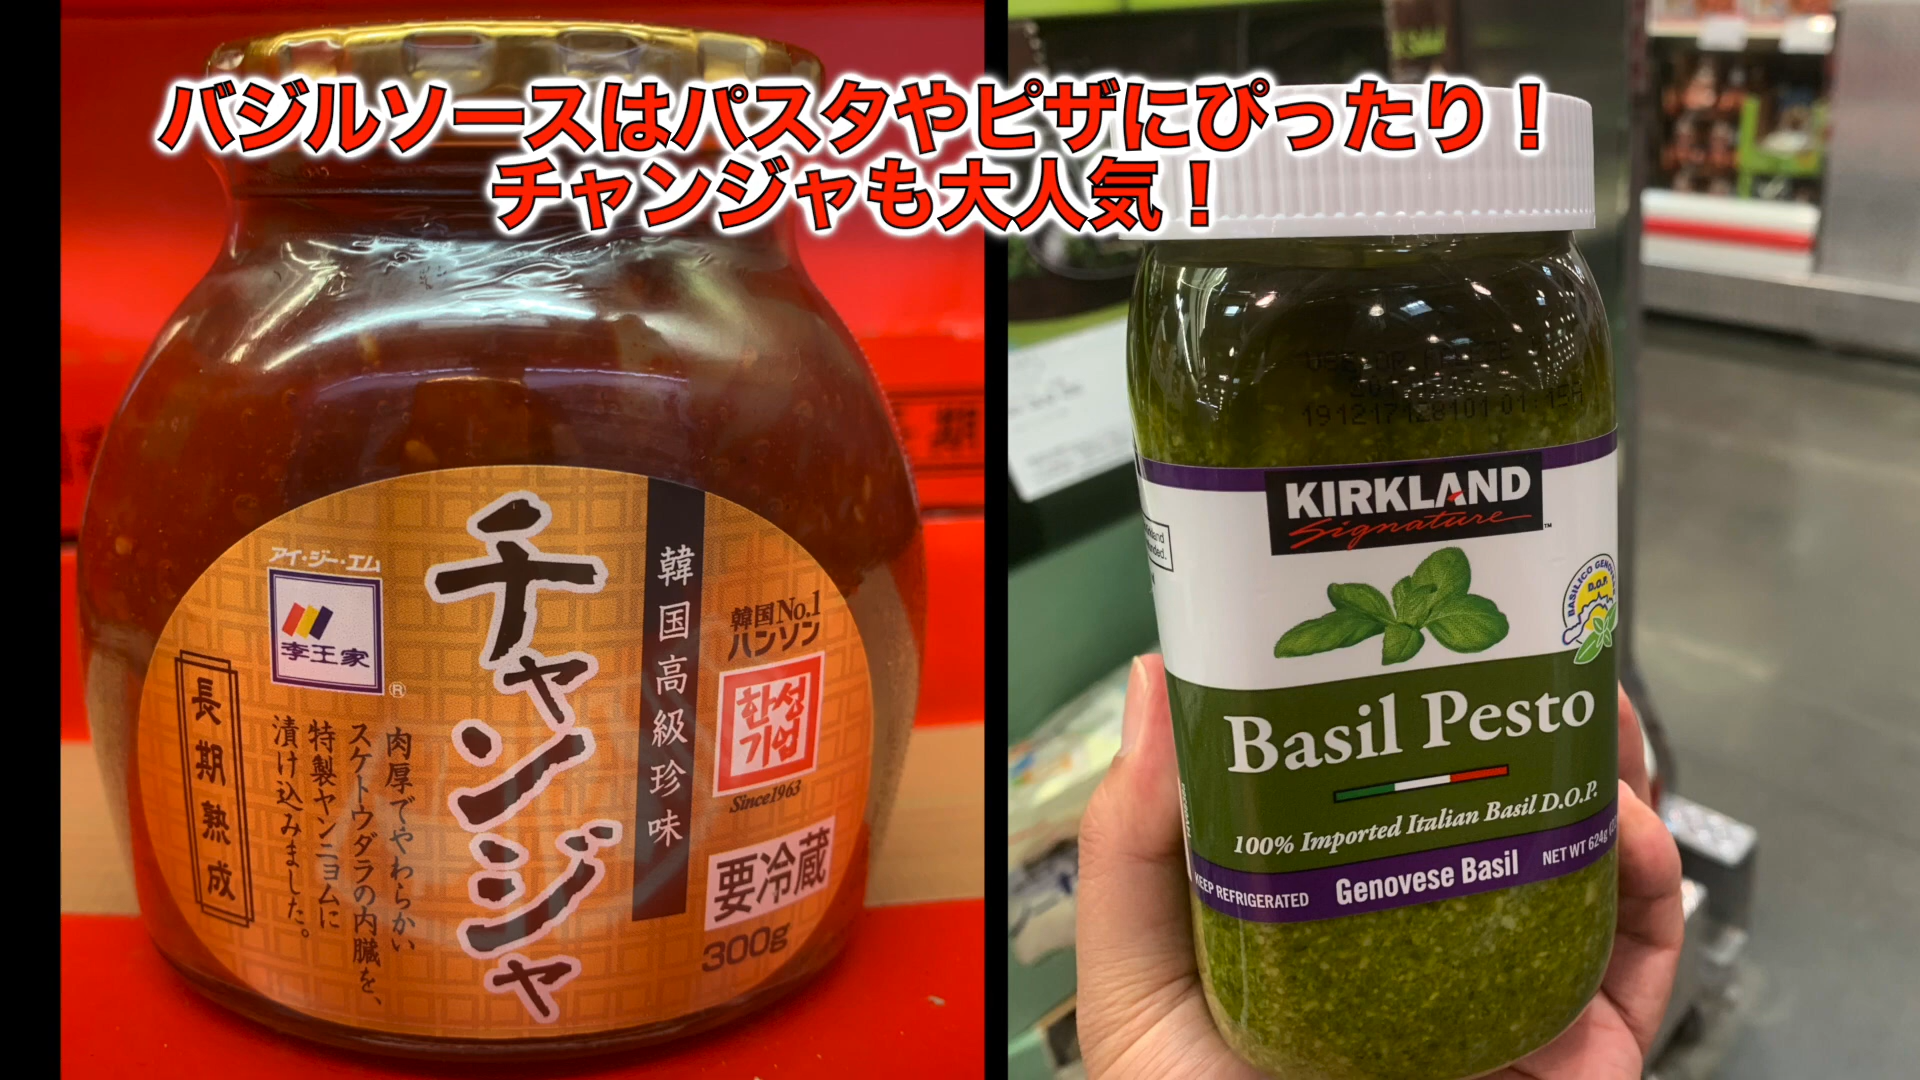 バジルソースはパスタやピザにぴったり！
チャンジャも大人気！
アイ・ジー・エム
李王家
®
長期熟成
チャンジャ
韓国高級珍味
肉厚でやわらかい
スケトウダラの内臓を、
特製ヤンニョムに
漬け込みました。
韓国No.1
ハンソン
한성
기업
Since1963
要冷蔵
300g
191217128101 01:15
KIRKLAND
Signature™
BASILICO GENOVESE
D.O.P.
Basil Pesto
100% Imported Italian Basil D.O.P.
KEEP REFRIGERATED
Genovese Basil
NET WT 624g